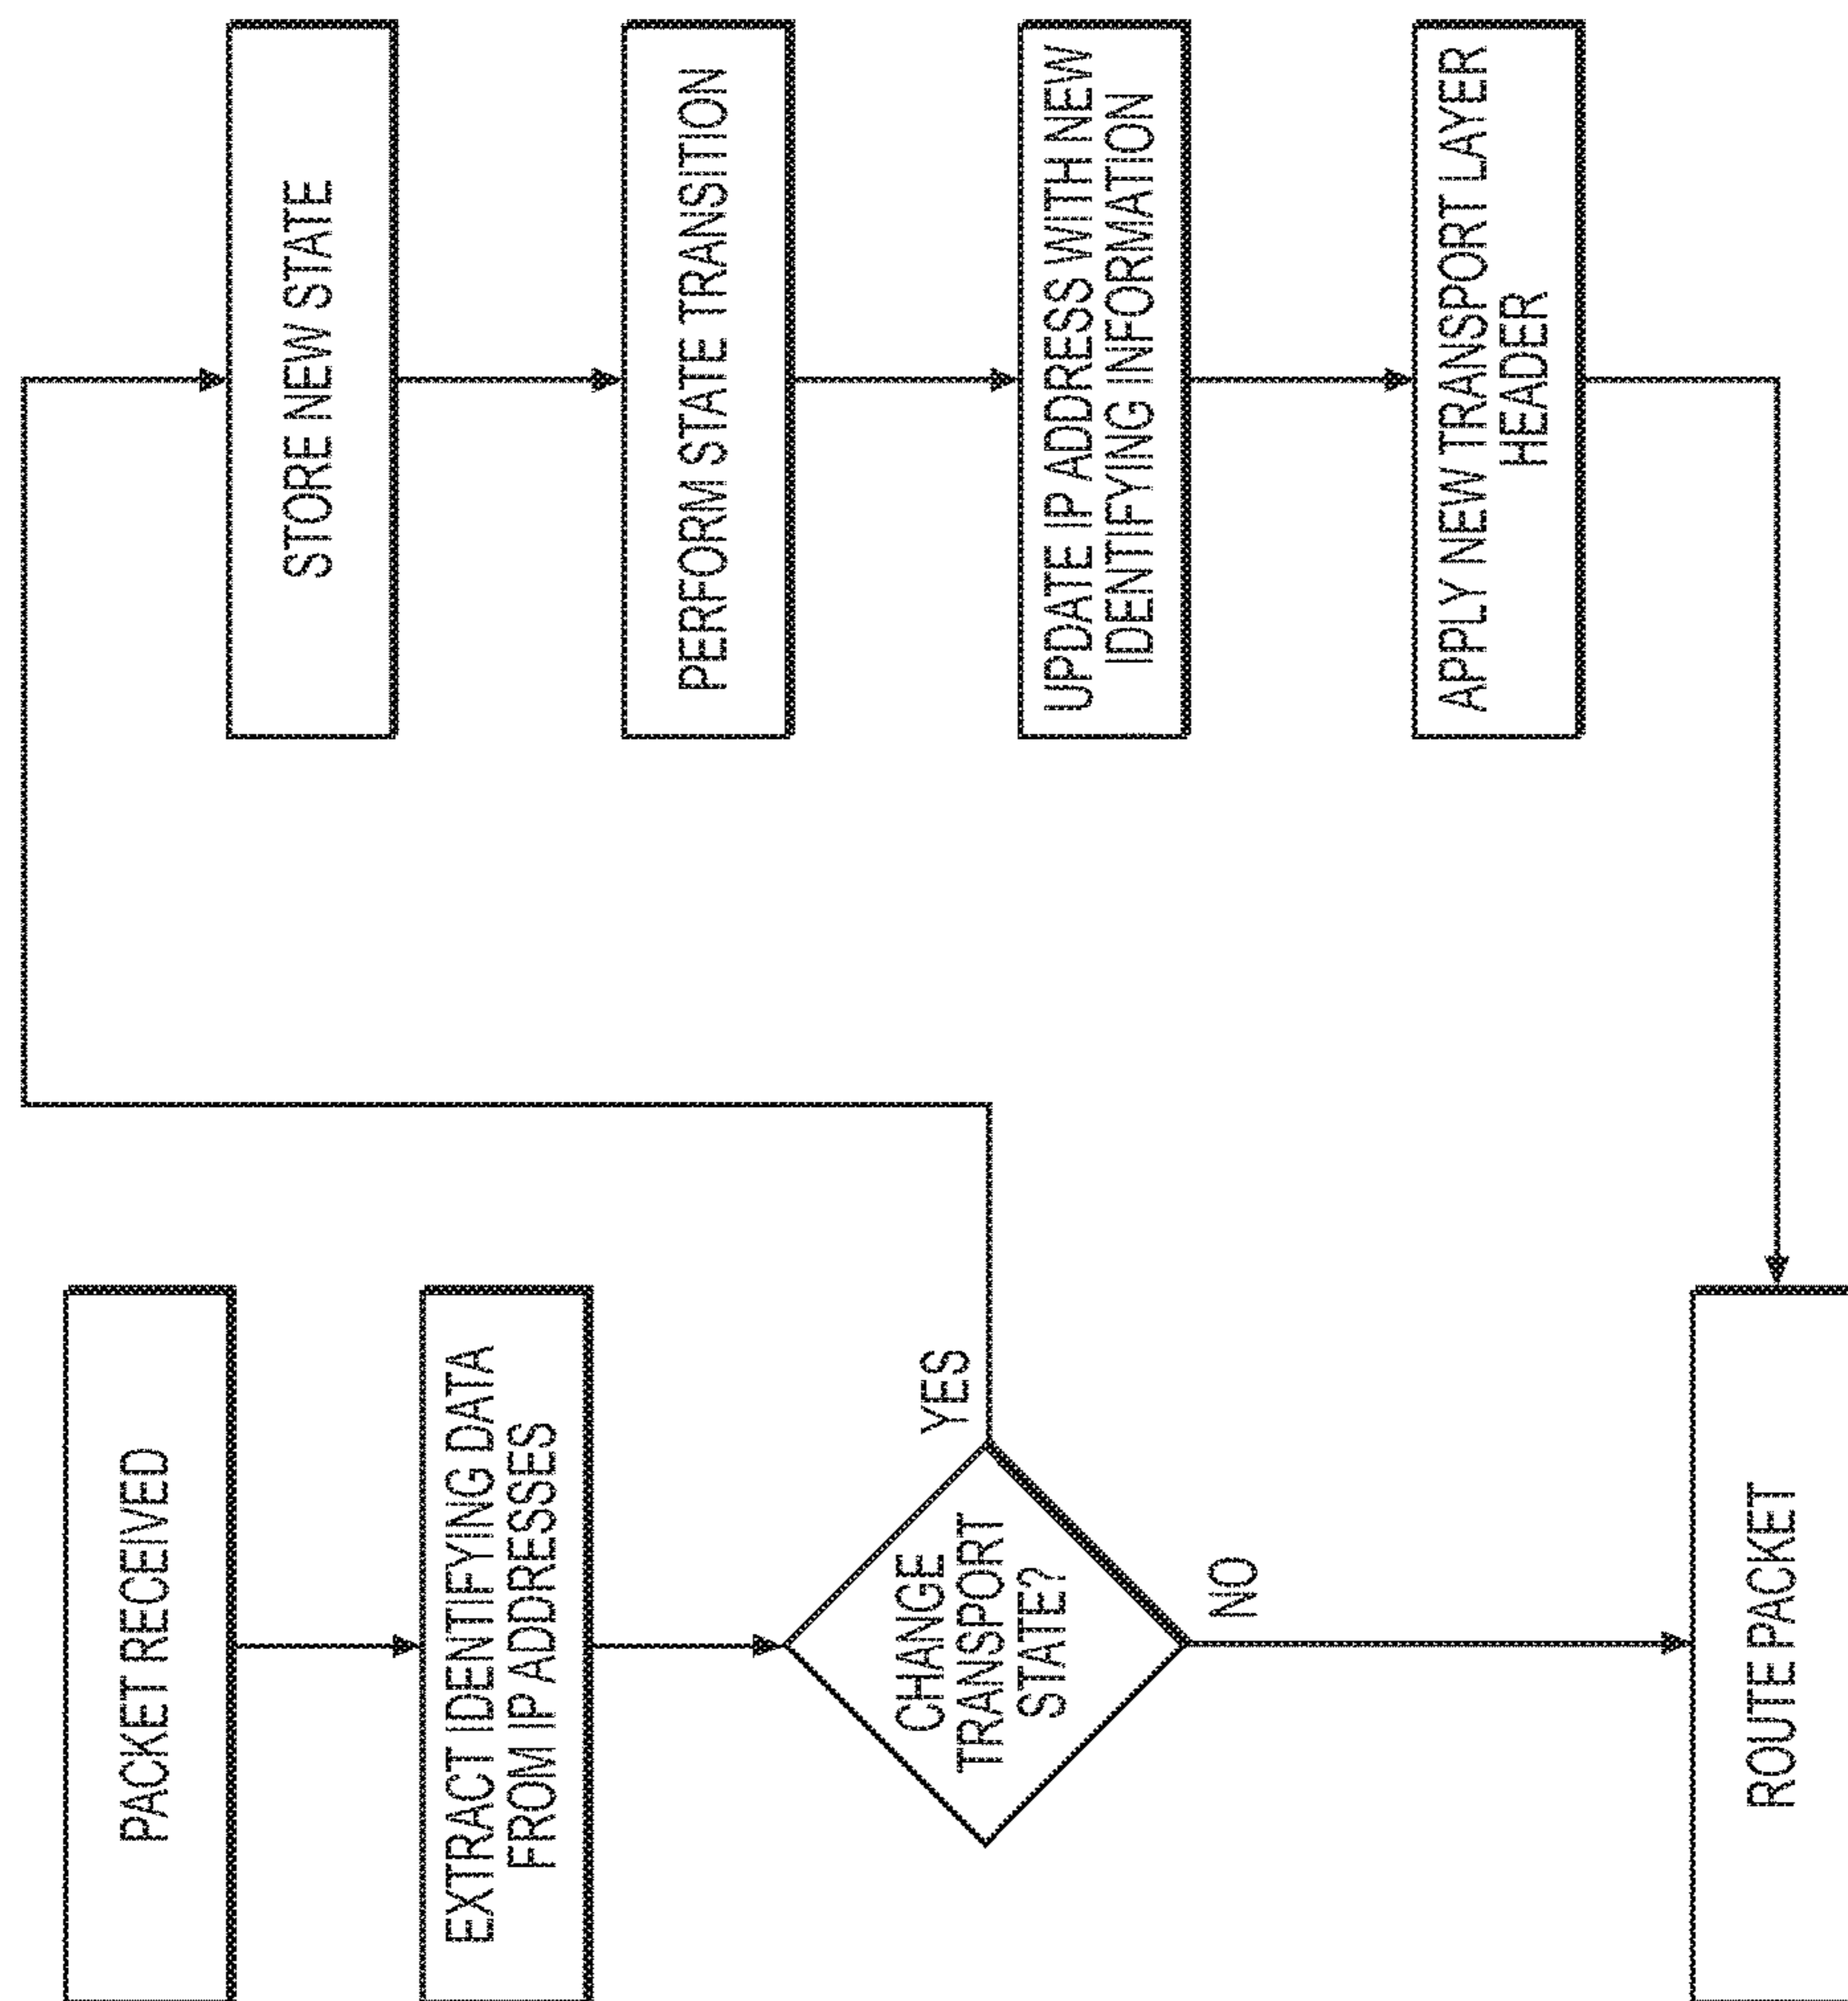 PACKET RECEIVED
EXTRACT IDENTIFYING DATA
FROM IP ADDRESSES
CHANGE
TRANSPORT
STATE?
YES
NO
ROUTE PACKET
STORE NEW STATE
PERFORM STATE TRANSITION
UPDATE IP ADDRESS WITH NEW
IDENTIFYING INFORMATION
APPLY NEW TRANSPORT LAYER
HEADER